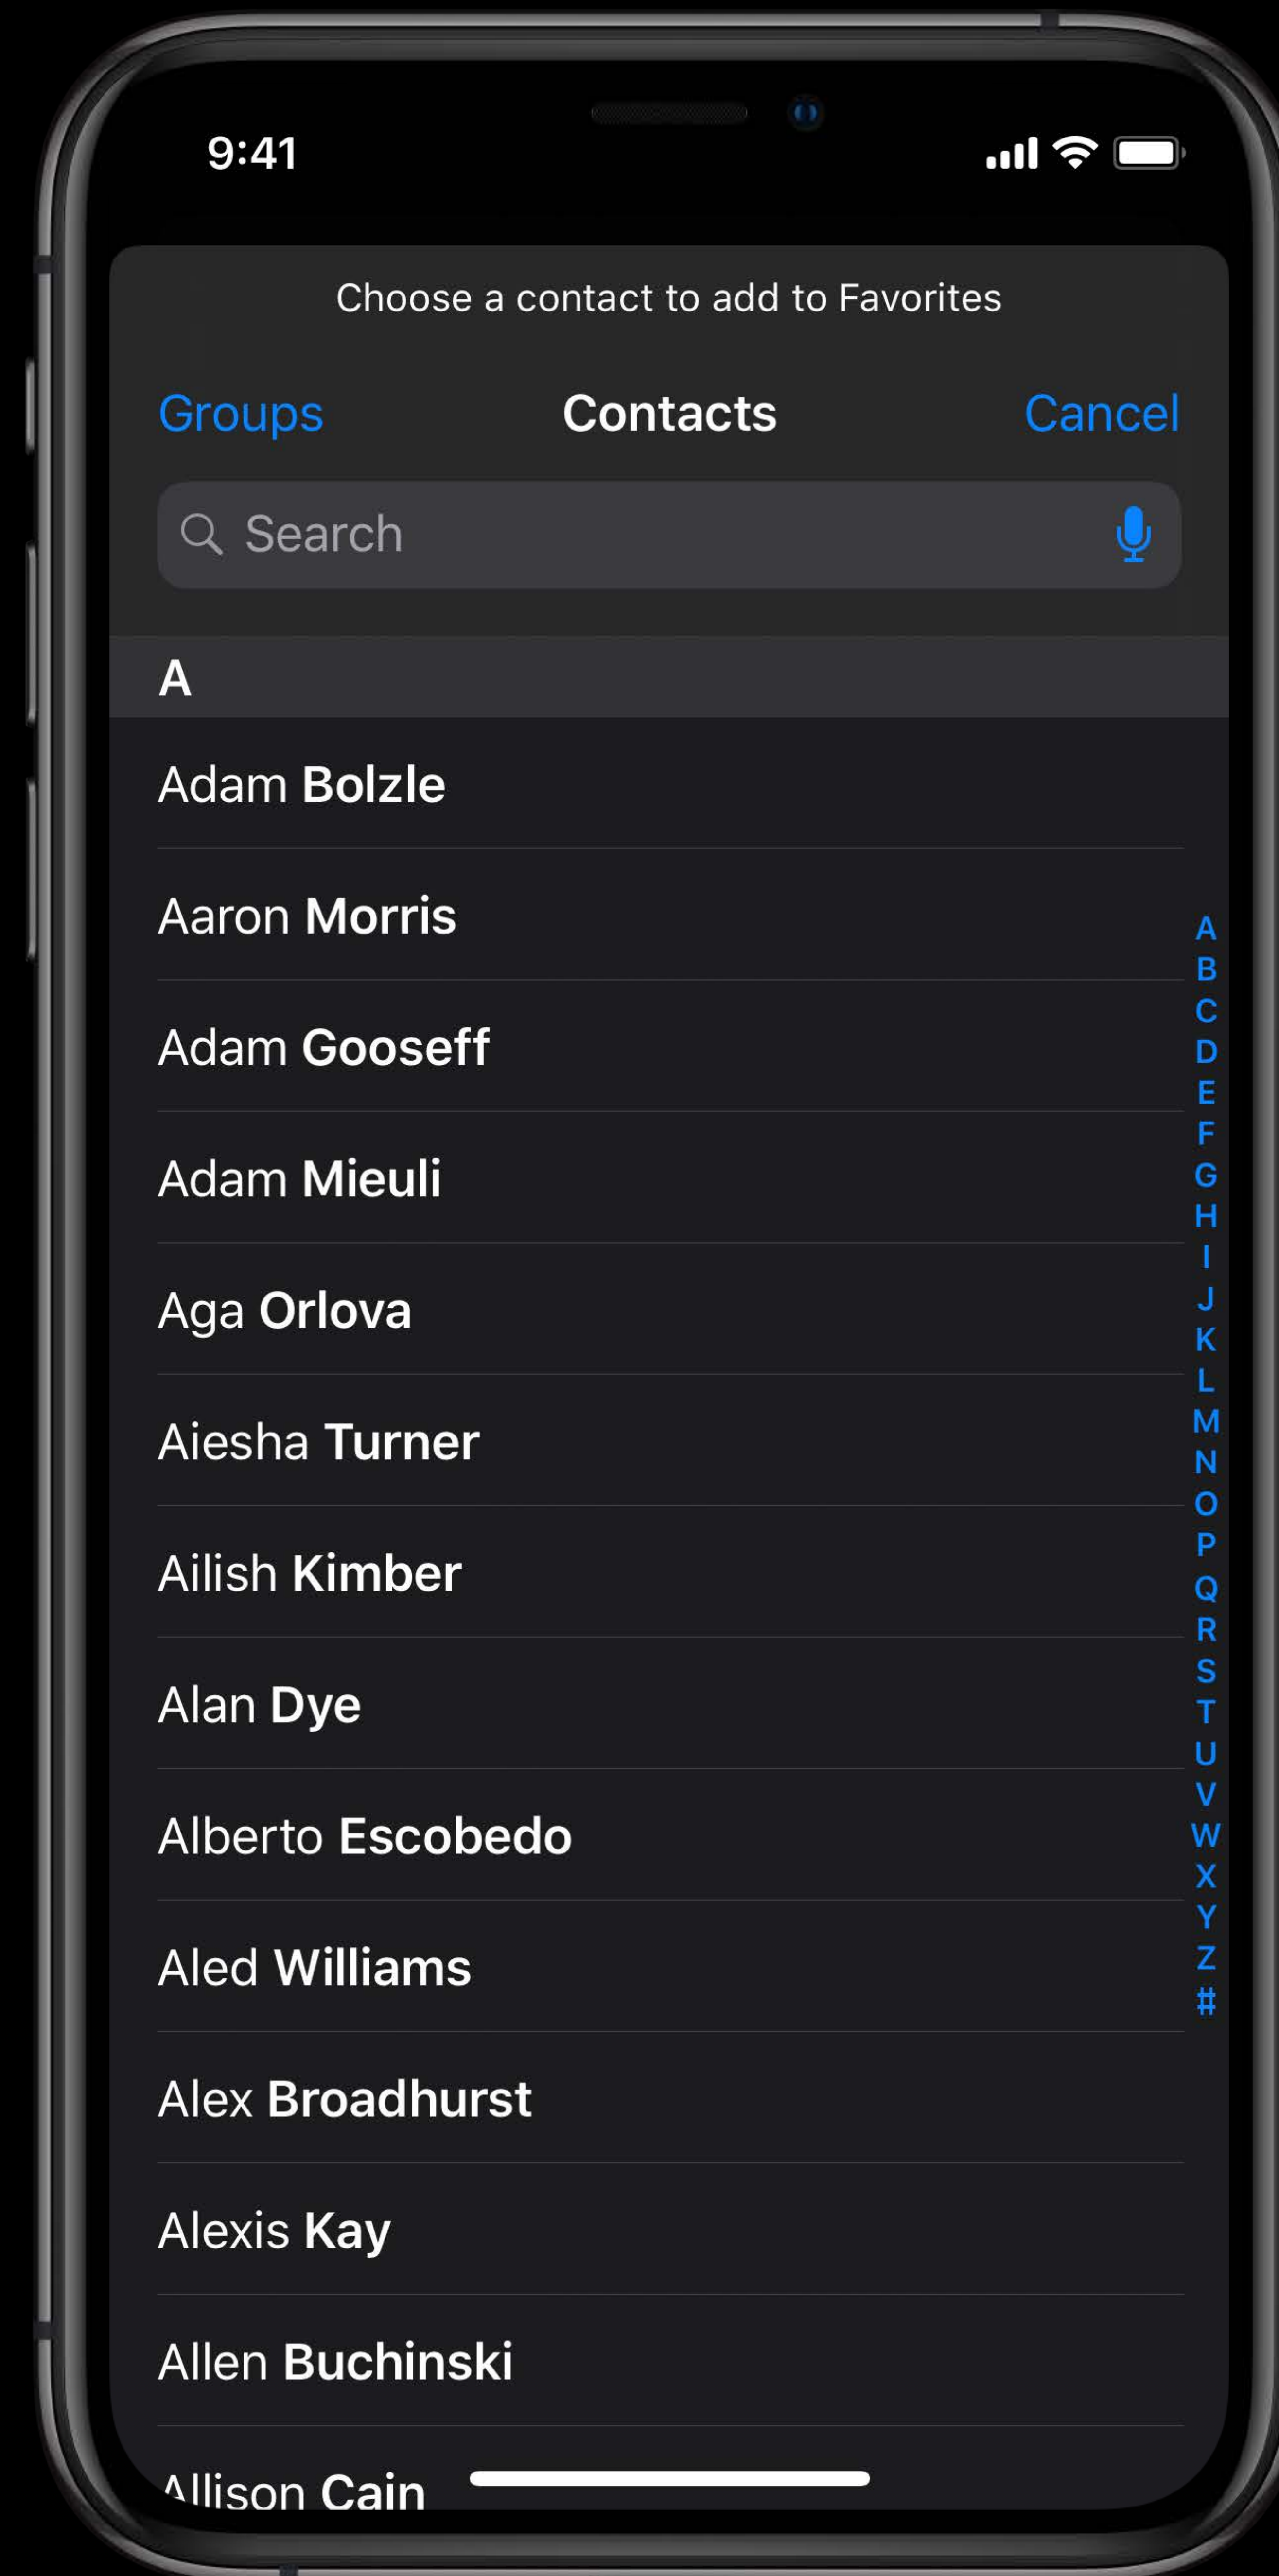 9:41
Choose a contact to add to Favorites
Groups Contacts Cancel
Search
A
Adam Bolzle
Aaron Morris
Adam Gooseff
Adam Mieuli
Aga Orlova
Aiesha Turner
Ailish Kimber
Alan Dye
Alberto Escobedo
Aled Williams
Alex Broadhurst
Alexis Kay
Allen Buchinski
Allison Cain
A
B
C
D
E
F
G
H
I
J
K
L
M
N
O
P
Q
R
S
T
U
V
W
X
Y
Z
#